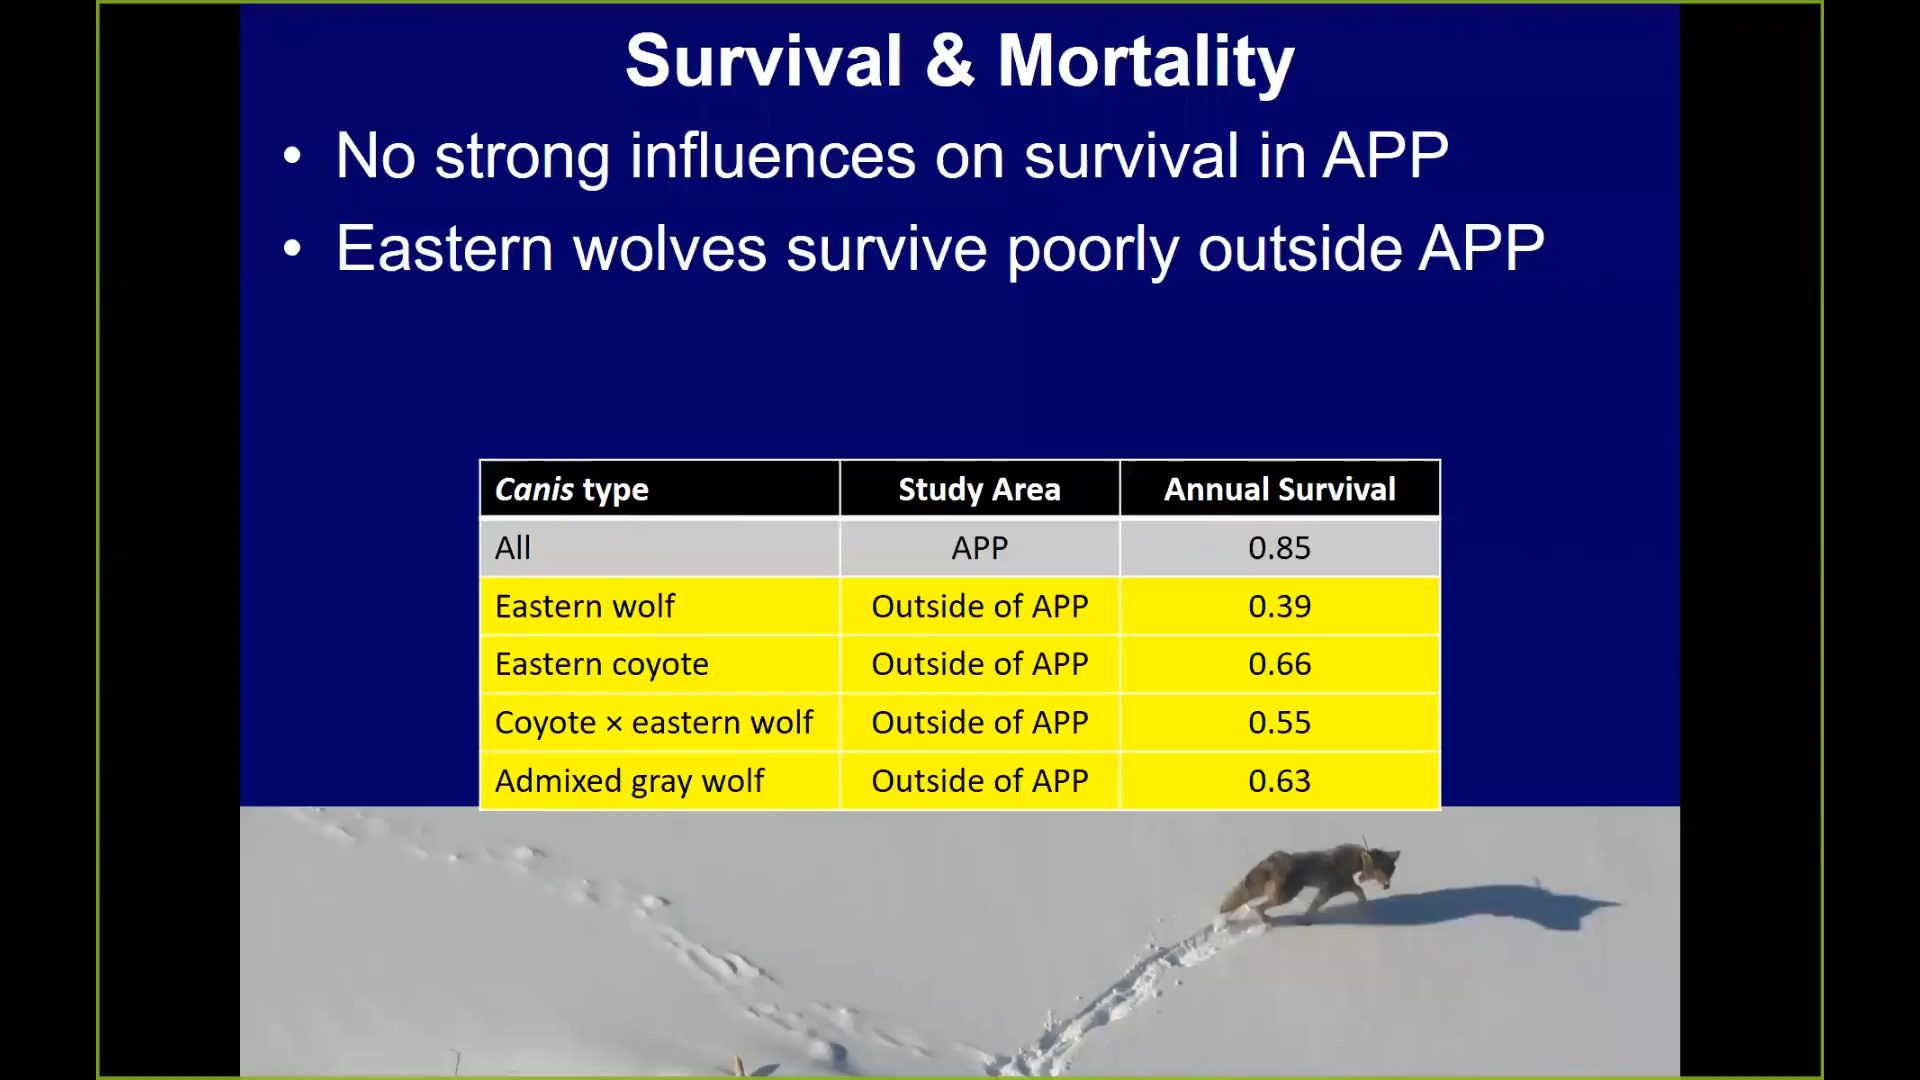 Survival & Mortality
• No strong influences on survival in APP
• Eastern wolves survive poorly outside APP
Canis type Study Area Annual Survival
All APP 0.85
Eastern wolf Outside of APP 0.39
Eastern coyote Outside of APP 0.66
Coyote × eastern wolf Outside of APP 0.55
Admixed gray wolf Outside of APP 0.63